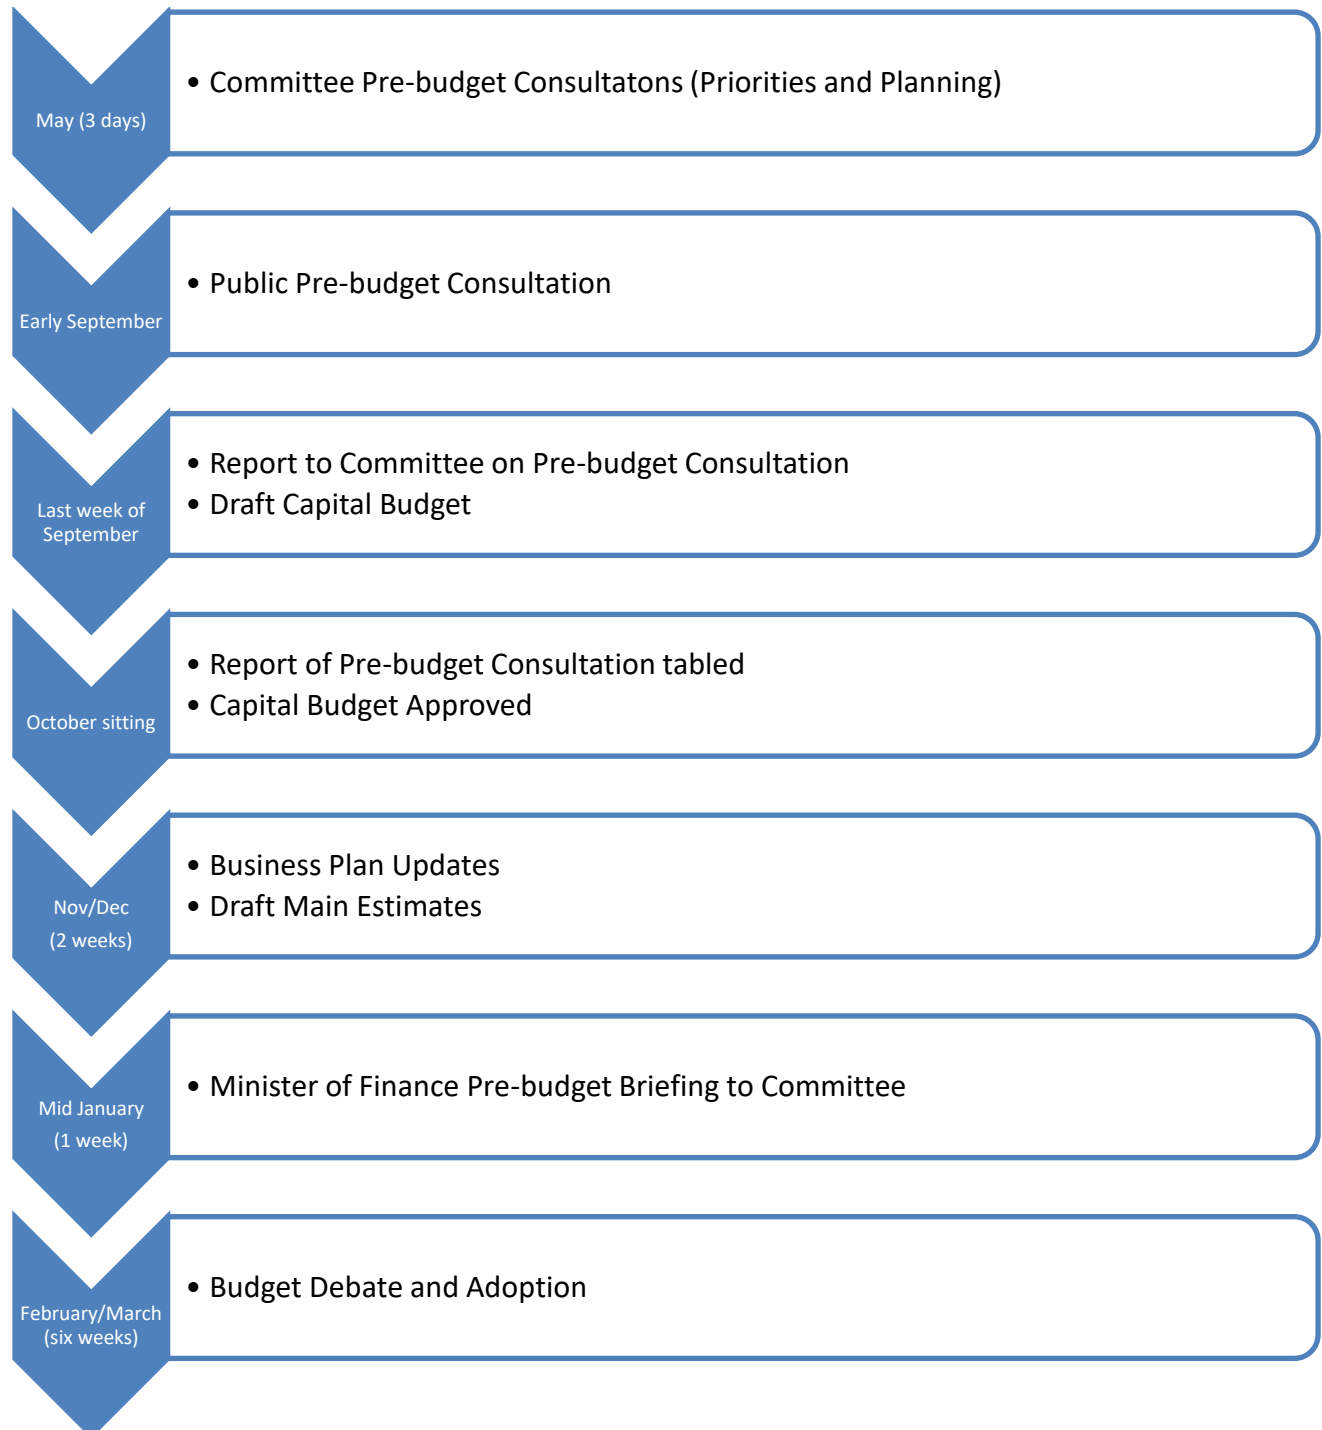 May (3 days)
• Committee Pre-budget Consultatons (Priorities and Planning)
Early September
• Public Pre-budget Consultation
Last week of
September
• Report to Committee on Pre-budget Consultation
• Draft Capital Budget
October sitting
• Report of Pre-budget Consultation tabled
• Capital Budget Approved
Nov/Dec
(2 weeks)
• Business Plan Updates
• Draft Main Estimates
Mid January
(1 week)
• Minister of Finance Pre-budget Briefing to Committee
February/March
(six weeks)
• Budget Debate and Adoption